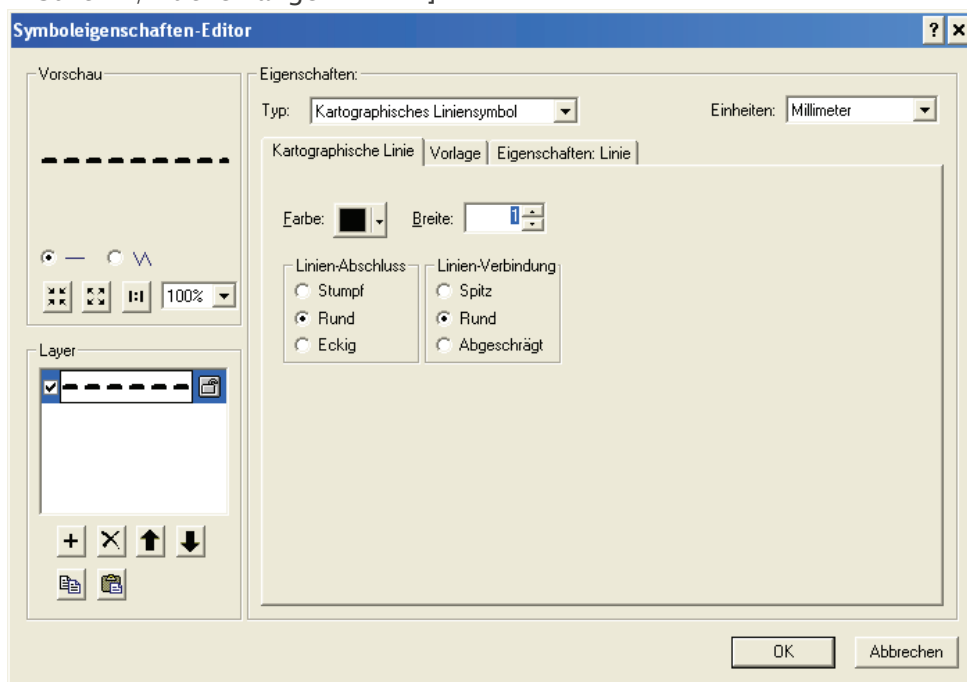 Symboleigenschaften-Editor
Vorschau
100%
Layer
Eigenschaften:
Typ: Kartographisches Liniensymbol
Einheiten: Millimeter
Kartographische Linie Vorlage Eigenschaften: Linie
Farbe: Breite: 1
Linien-Abschluss
Stumpf
Rund
Eckig
Linien-Verbindung
Spitz
Rund
Abgeschrägt
OK Abbrechen